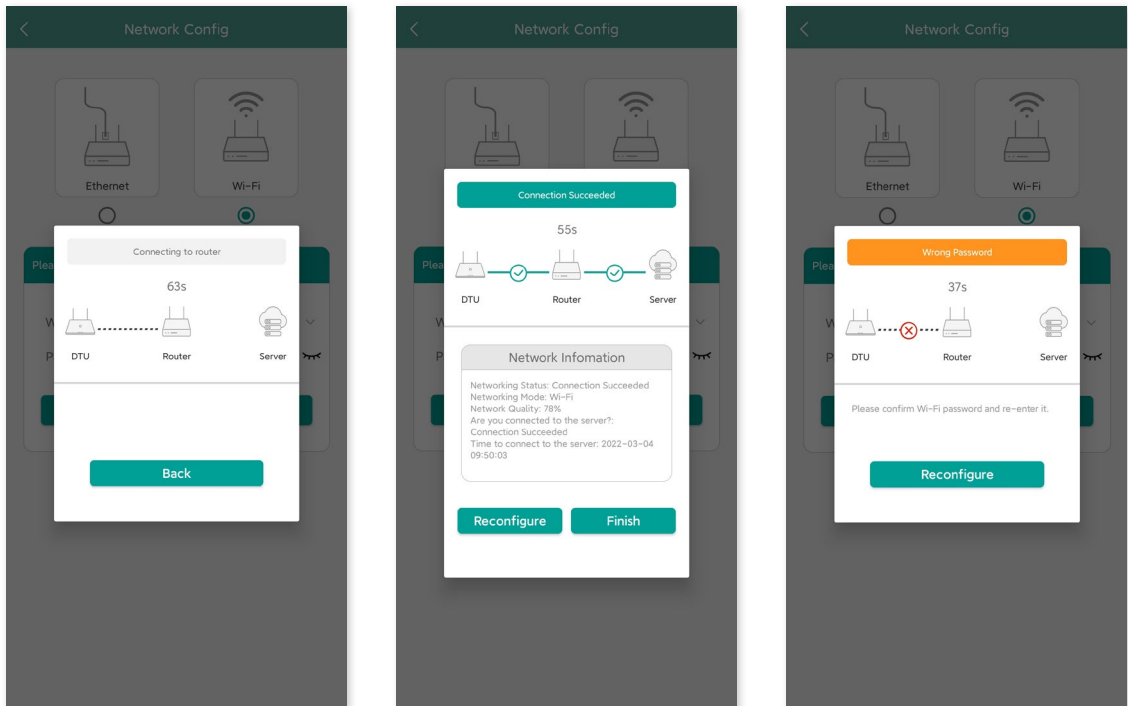 Network Config
Ethernet
Wi-Fi
Plea
Connecting to router
63s
W
P
DTU
Router
Server
Back
Network Config
Connection Succeeded
55s
Plea
DTU
Router
Server
W
P
Network Infomation
Networking Status: Connection Succeeded
Networking Mode: Wi-Fi
Network Quality: 78%
Are you connected to the server?:
Connection Succeeded
Time to connect to the server: 2022-03-04
09:50:03
Reconfigure
Finish
Network Config
Ethernet
Wi-Fi
Plea
Wrong Password
37s
W
P
DTU
Router
Server
Please confirm Wi-Fi password and re-enter it.
Reconfigure